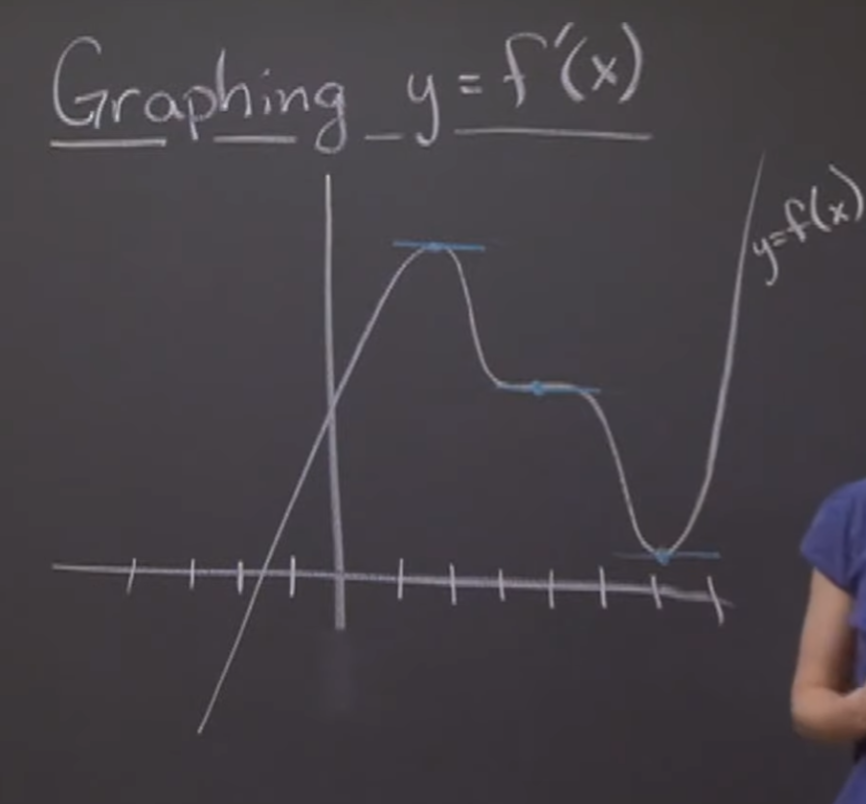 Graphing y = f'(x)
y=f(x)